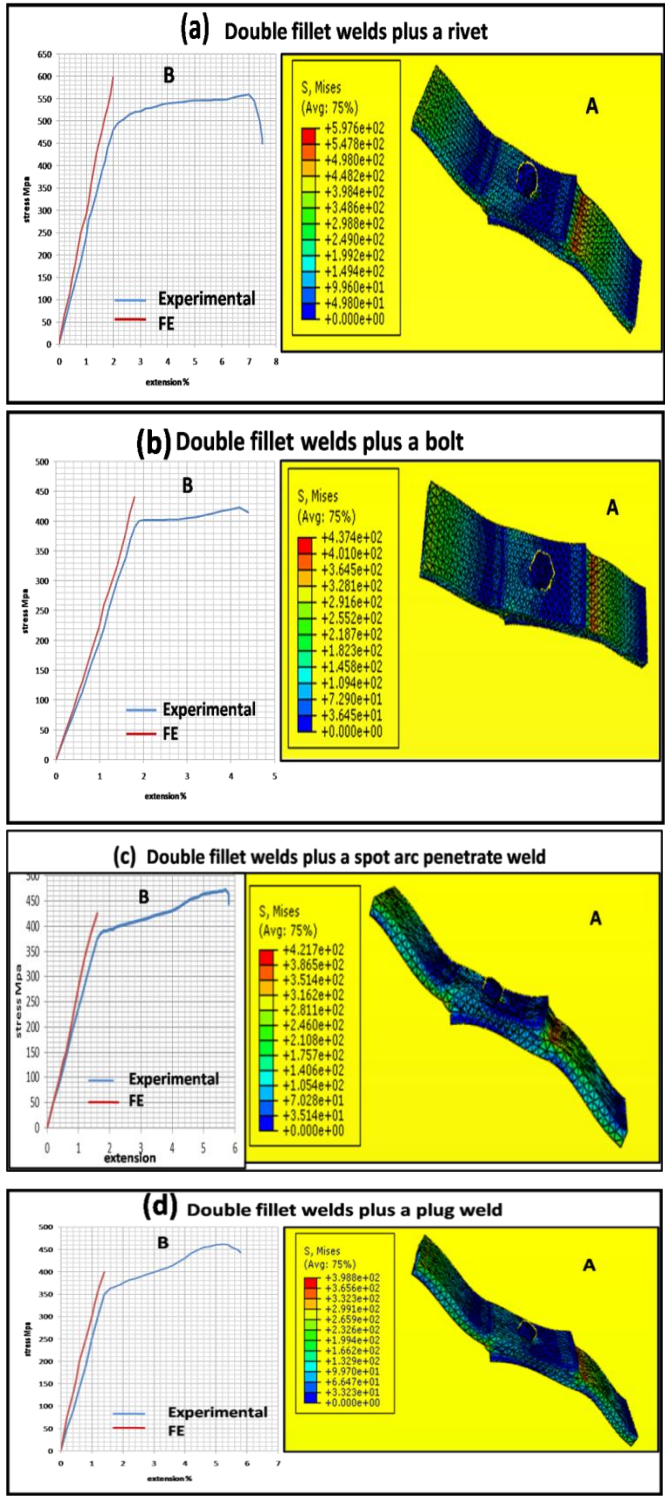 (a) Double fillet welds plus a rivet
650
600
550
500
450
400
350
300
250
200
150
100
50
0
stress Mpa
B
Experimental
FE
0 1 2 3 4 5 6 7 8
extension %
S, Mises
(Avg: 75%)
+5.976e+02
+5.478e+02
+4.980e+02
+4.482e+02
+3.984e+02
+3.486e+02
+2.988e+02
+2.490e+02
+1.992e+02
+1.494e+02
+9.960e+01
+4.980e+01
+0.000e+00
A
(b) Double fillet welds plus a bolt
500
450
400
350
300
250
200
150
100
50
0
stress Mpa
B
Experimental
FE
0 1 2 3 4 5
extension %
S, Mises
(Avg: 75%)
+4.374e+02
+4.010e+02
+3.645e+02
+3.281e+02
+2.916e+02
+2.552e+02
+2.187e+02
+1.823e+02
+1.458e+02
+1.094e+02
+7.290e+01
+3.645e+01
+0.000e+00
A
(c) Double fillet welds plus a spot arc penetrate weld
500
450
400
350
300
250
200
150
100
50
0
stress Mpa
B
Experimental
FE
0 1 2 3 4 5 6
extension
S, Mises
(Avg: 75%)
+4.217e+02
+3.865e+02
+3.514e+02
+3.162e+02
+2.811e+02
+2.460e+02
+2.108e+02
+1.757e+02
+1.406e+02
+1.054e+02
+7.028e+01
+3.514e+01
+0.000e+00
A
(d) Double fillet welds plus a plug weld
500
450
400
350
300
250
200
150
100
50
0
stress Mpa
B
Experimental
FE
0 1 2 3 4 5 6 7
extension %
S, Mises
(Avg: 75%)
+3.988e+02
+3.656e+02
+3.323e+02
+2.991e+02
+2.659e+02
+2.326e+02
+1.994e+02
+1.662e+02
+1.329e+02
+9.970e+01
+6.647e+01
+3.323e+01
+0.000e+00
A